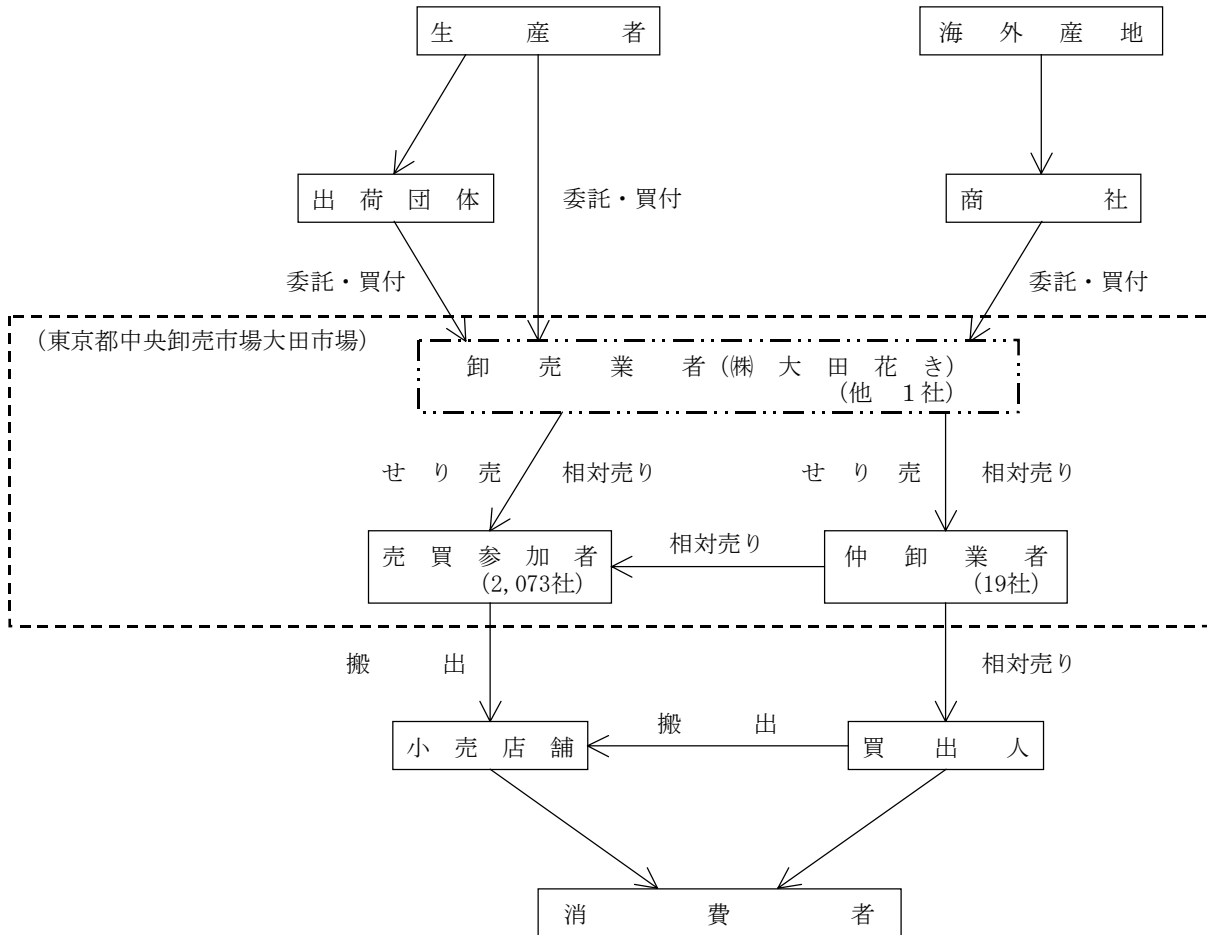 生産者
海外産地
出荷団体
委託・買付
商社
委託・買付
委託・買付
(東京都中央卸売市場大田市場)
卸売業者(㈱大田花き)
(他 1社)
せり売 相対売り
せり売 相対売り
売買参加者
(2,073社)
相対売り
仲卸業者
(19社)
搬出
相対売り
小売店舗
搬出
買出人
消費者